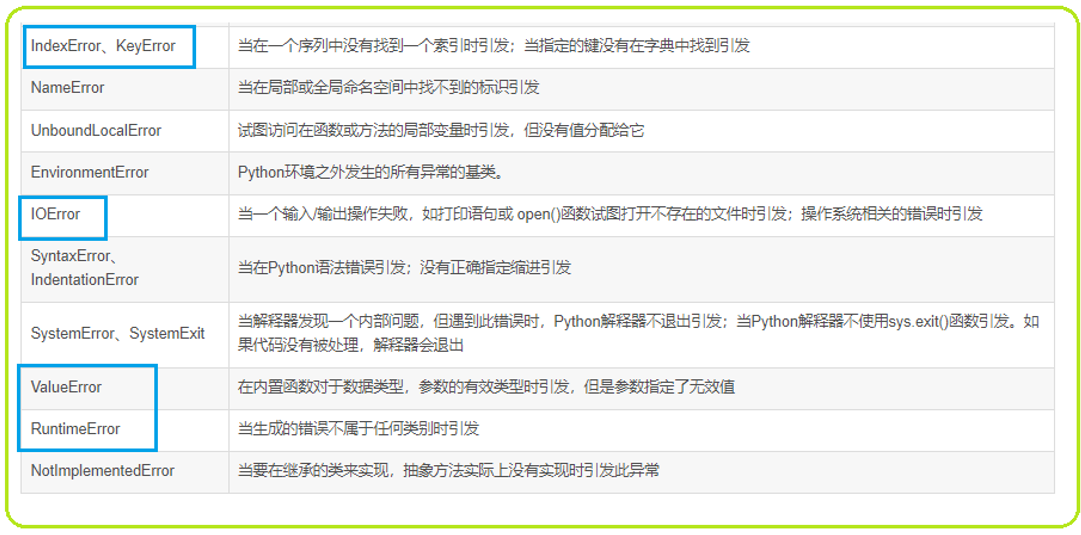 IndexError、KeyError
当在一个序列中没有找到一个索引时引发；当指定的键没有在字典中找到引发
NameError
当在局部或全局命名空间中找不到的标识引发
UnboundLocalError
试图访问在函数或方法的局部变量时引发，但没有值分配给它
EnvironmentError
Python环境之外发生的所有异常的基类。
IOError
当一个输入/输出操作失败，如打印语句或 open()函数试图打开不存在的文件时引发；操作系统相关的错误时引发
SyntaxError、
IndentationError
当在Python语法错误引发；没有正确指定缩进引发
SystemError、SystemExit
当解释器发现一个内部问题，但遇到此错误时，Python解释器不退出引发；当Python解释器不使用sys.exit()函数引发。如
果代码没有被处理，解释器会退出
ValueError
在内置函数对于数据类型，参数的有效类型时引发，但是参数指定了无效值
RuntimeError
当生成的错误不属于任何类别时引发
NotImplementedError
当要在继承的类来实现，抽象方法实际上没有实现时引发此异常